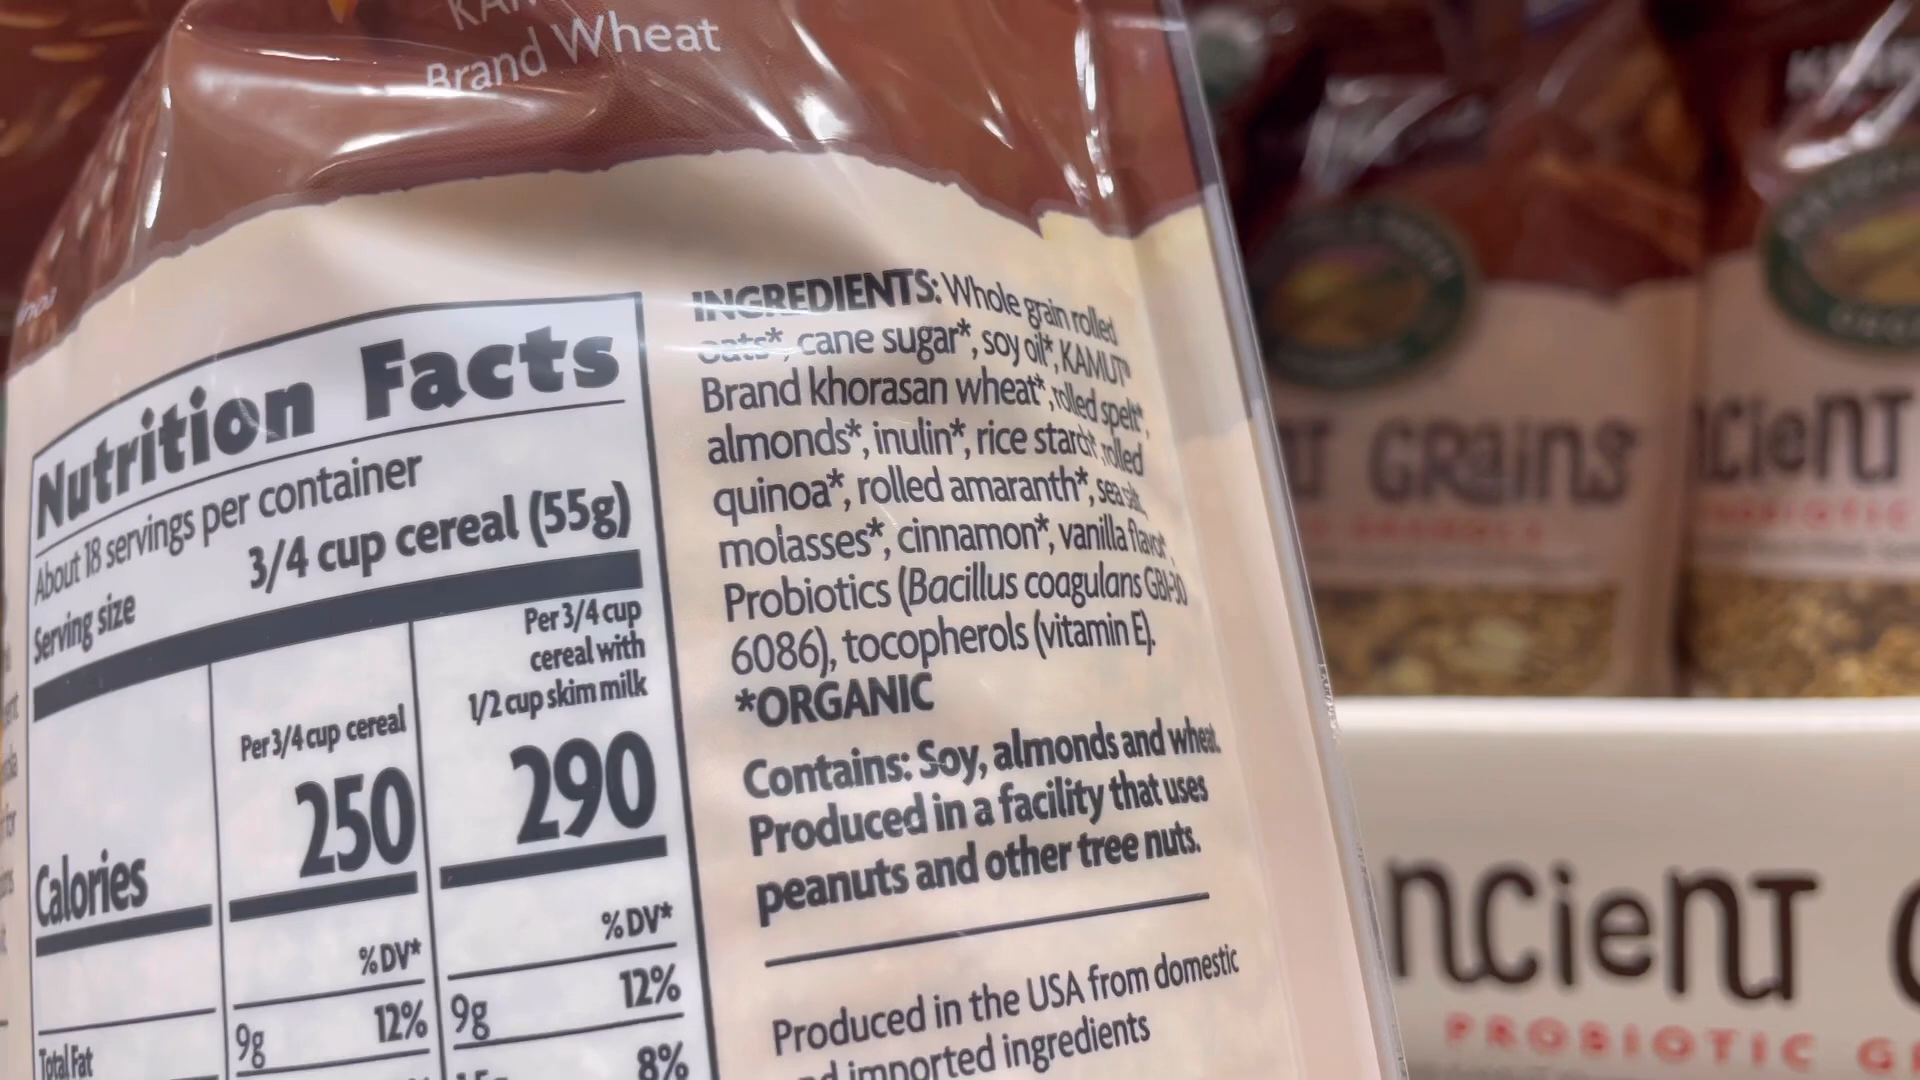 Brand Wheat
Nutrition Facts
About 18 servings per container
Serving size 3/4 cup cereal (55g)
Per 3/4 cup cereal
Per 3/4 cup
cereal with
1/2 cup skim milk
Calories 250 290
%DV* %DV*
Total Fat 9g 12% 9g 12%
8%
INGREDIENTS: Whole grain rolled
oats*, cane sugar*, soy oil*, KAMUT®
Brand khorasan wheat*, rolled spelt*,
almonds*, inulin*, rice starch*, rolled
quinoa*, rolled amaranth*, sea salt,
molasses*, cinnamon*, vanilla flavor*,
Probiotics (Bacillus coagulans GBI-30
6086), tocopherols (vitamin E).
*ORGANIC
Contains: Soy, almonds and wheat.
Produced in a facility that uses
peanuts and other tree nuts.
Produced in the USA from domestic
imported ingredients
GRAINS
CIENT
NCIENT
PROBIOTIC